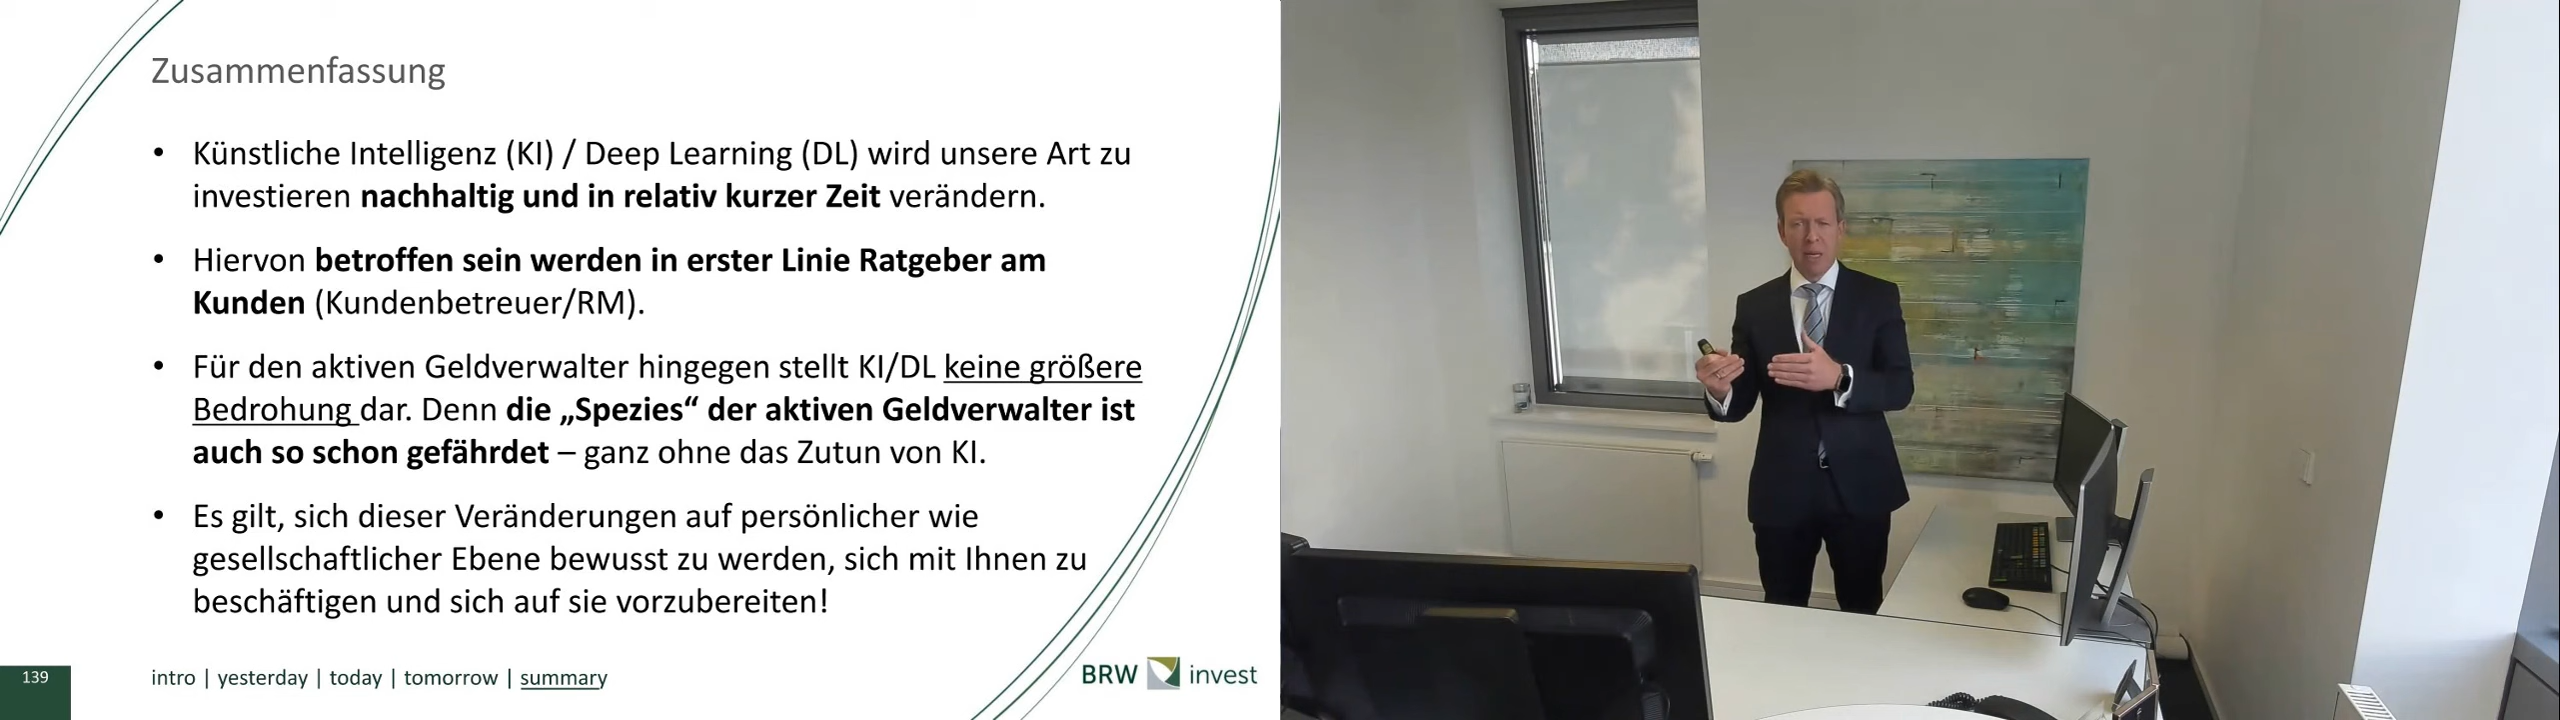 Zusammenfassung
• Künstliche Intelligenz (KI) / Deep Learning (DL) wird unsere Art zu
investieren nachhaltig und in relativ kurzer Zeit verändern.
• Hiervon betroffen sein werden in erster Linie Ratgeber am
Kunden (Kundenbetreuer/RM).
• Für den aktiven Geldverwalter hingegen stellt KI/DL keine größere
Bedrohung dar. Denn die „Spezies“ der aktiven Geldverwalter ist
auch so schon gefährdet – ganz ohne das Zutun von KI.
• Es gilt, sich dieser Veränderungen auf persönlicher wie
gesellschaftlicher Ebene bewusst zu werden, sich mit Ihnen zu
beschäftigen und sich auf sie vorzubereiten!
139
intro | yesterday | today | tomorrow | summary
BRW invest